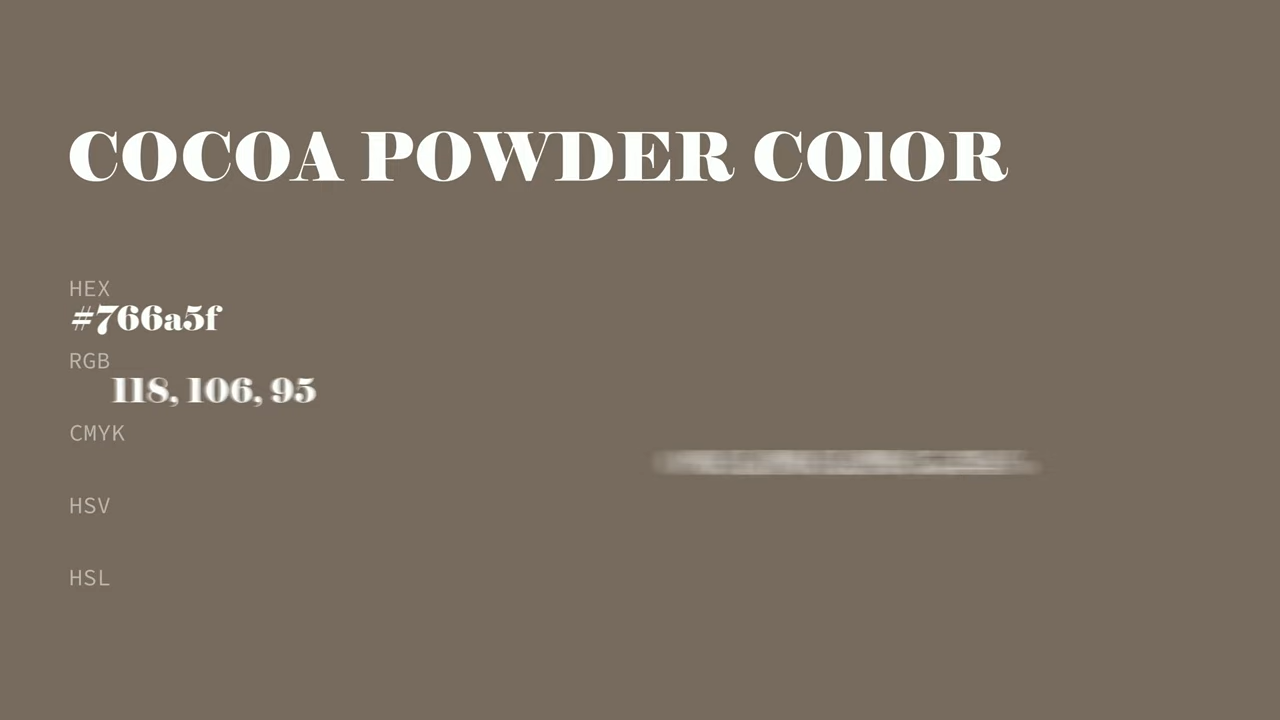 COCOA POWDER COlOR
HEX
#766a5f
RGB
118, 106, 95
CMYK
HSV
HSL